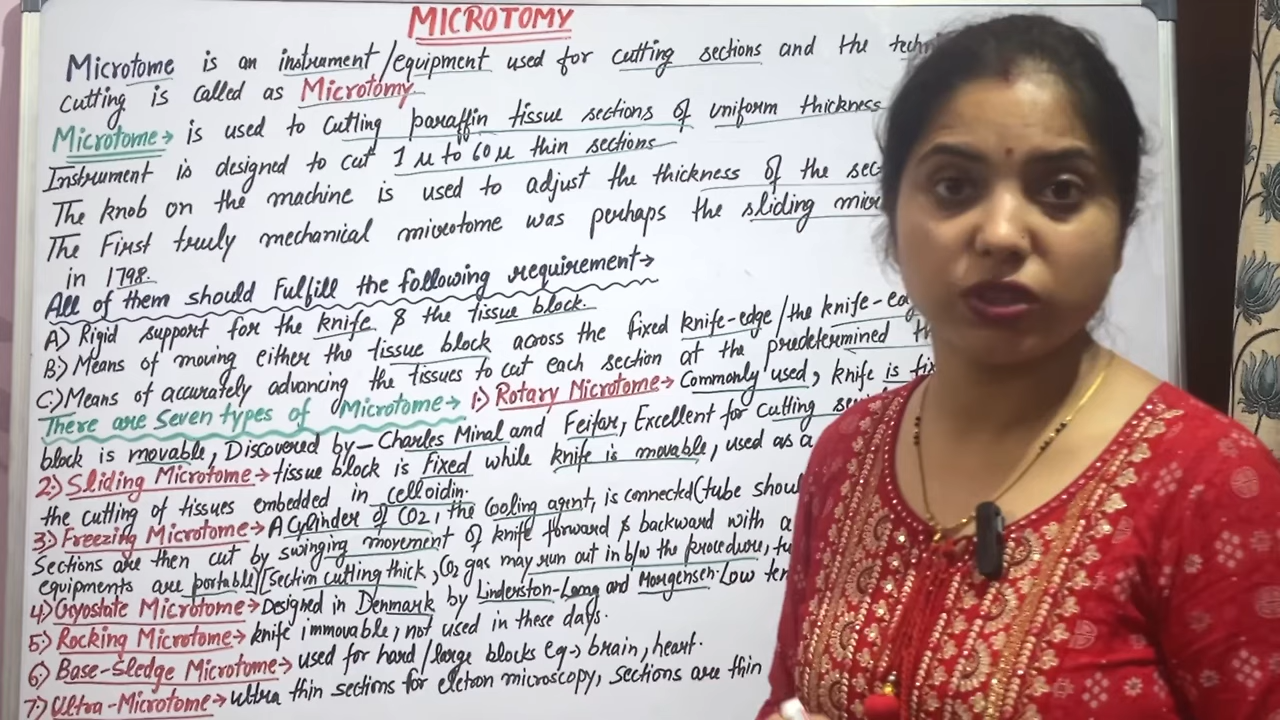 MICROTOMY
Microtome is an instrument/equipment used for cutting sections and the
cutting is called as Microtomy
Microtome→ is used to cutting paraffin tissue sections of uniform thickness
Instrument is designed to cut 1 μ to 60 μ thin sections
The knob on the machine is used to adjust the thickness of the sec
The First truly mechanical microtome was perhaps the sliding micr
in 1798.
All of them should Fulfill the following requirement→
A) Rigid support for the knife & the tissue block.
B:) Means of moving either the tissue block across the fixed knife-edge/the knife-ed
C:) Means of accurately advancing the tissues to cut each section at the predetermined th
There are Seven types of Microtome→ 1:) Rotary Microtome→ Commonly used, knife is fix
block is movable, Discovered by - Charles Minal and Feifar, Excellent for cutting se
2:) Sliding Microtome→ tissue block is fixed while knife is movable, used as a
the cutting of tissues embedded in celloidin
3:) Freezing Microtome→ A Cylinder of CO2, the Cooling agent, is connected (tube shoul
Sections are then cut by swinging movement of knife forward & backward with a
equipments are portable [Sectim cutting thick, CO2 gas may run out in b/w the procedure,
4:) Cryostate Microtome→ Designed in Denmark by Linderston-Lang and Morgensen-Low tem
5:) Rocking Microtome→ knife immovable, not used in these days.
6:) Base-Sledge Microtome→ used for hard/large blocks eg→ brain, heart.
7:) Ultra-Microtome→ ultra thin sections for elctron microscopy, sections are thin